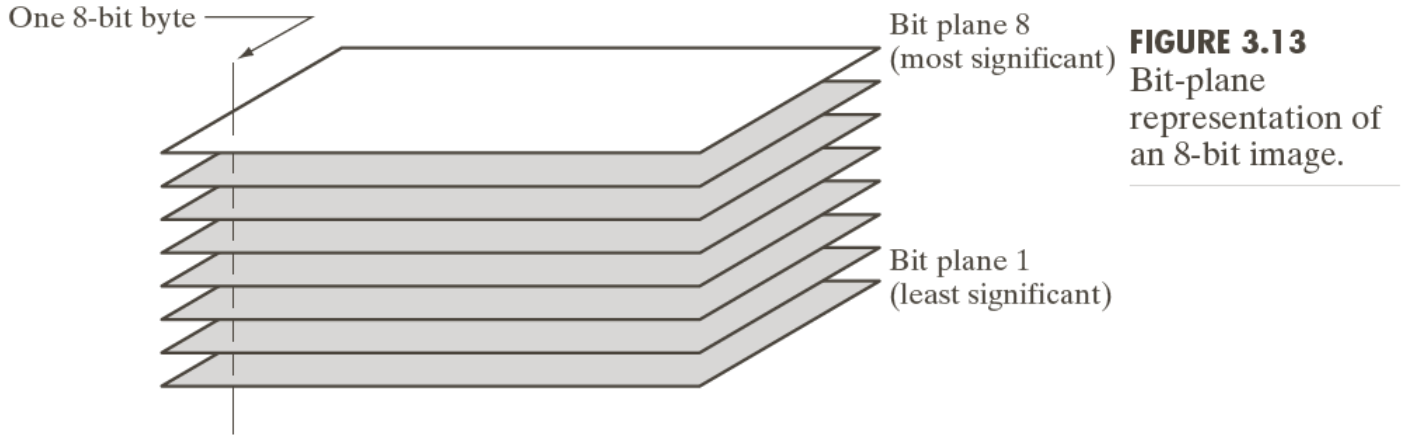 One 8-bit byte
Bit plane 8
(most significant)
FIGURE 3.13
Bit-plane
representation of
an 8-bit image.
Bit plane 1
(least significant)